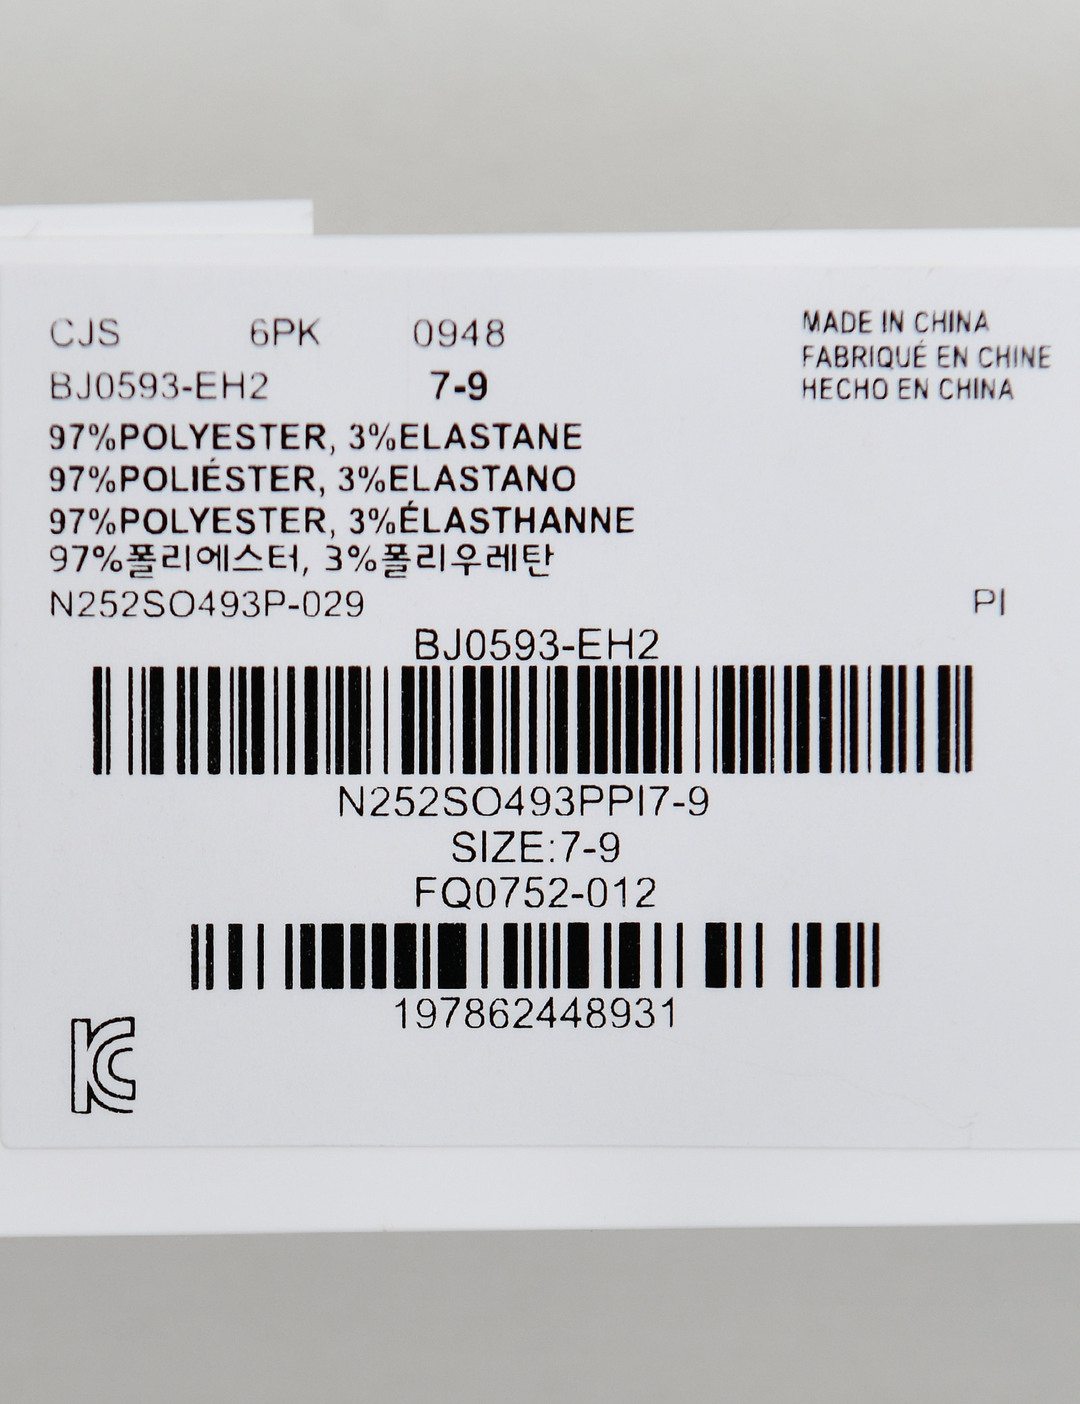 CJS 6PK 0948
BJ0593-EH2 7-9
MADE IN CHINA
FABRIQUÉ EN CHINE
HECHO EN CHINA
97%POLYESTER, 3%ELASTANE
97%POLIÉSTER, 3%ELASTANO
97%POLYESTER, 3%ÉLASTHANNE
97%폴리에스터, 3%폴리우레탄
N252SO493P-029 PI
BJ0593-EH2
N252SO493PPI7-9
SIZE:7-9
FQ0752-012
197862448931
KC